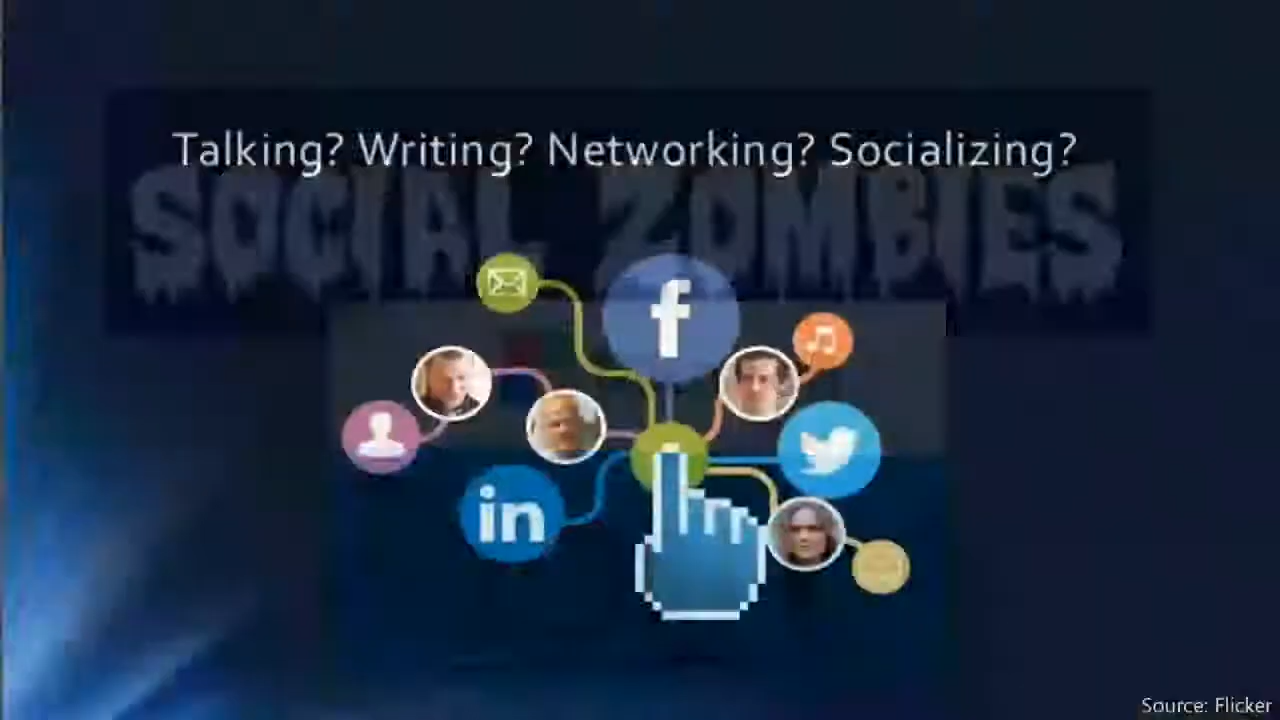 Talking? Writing? Networking? Socializing?
SOCIAL ZOMBIES
f
in
Source: Flicker